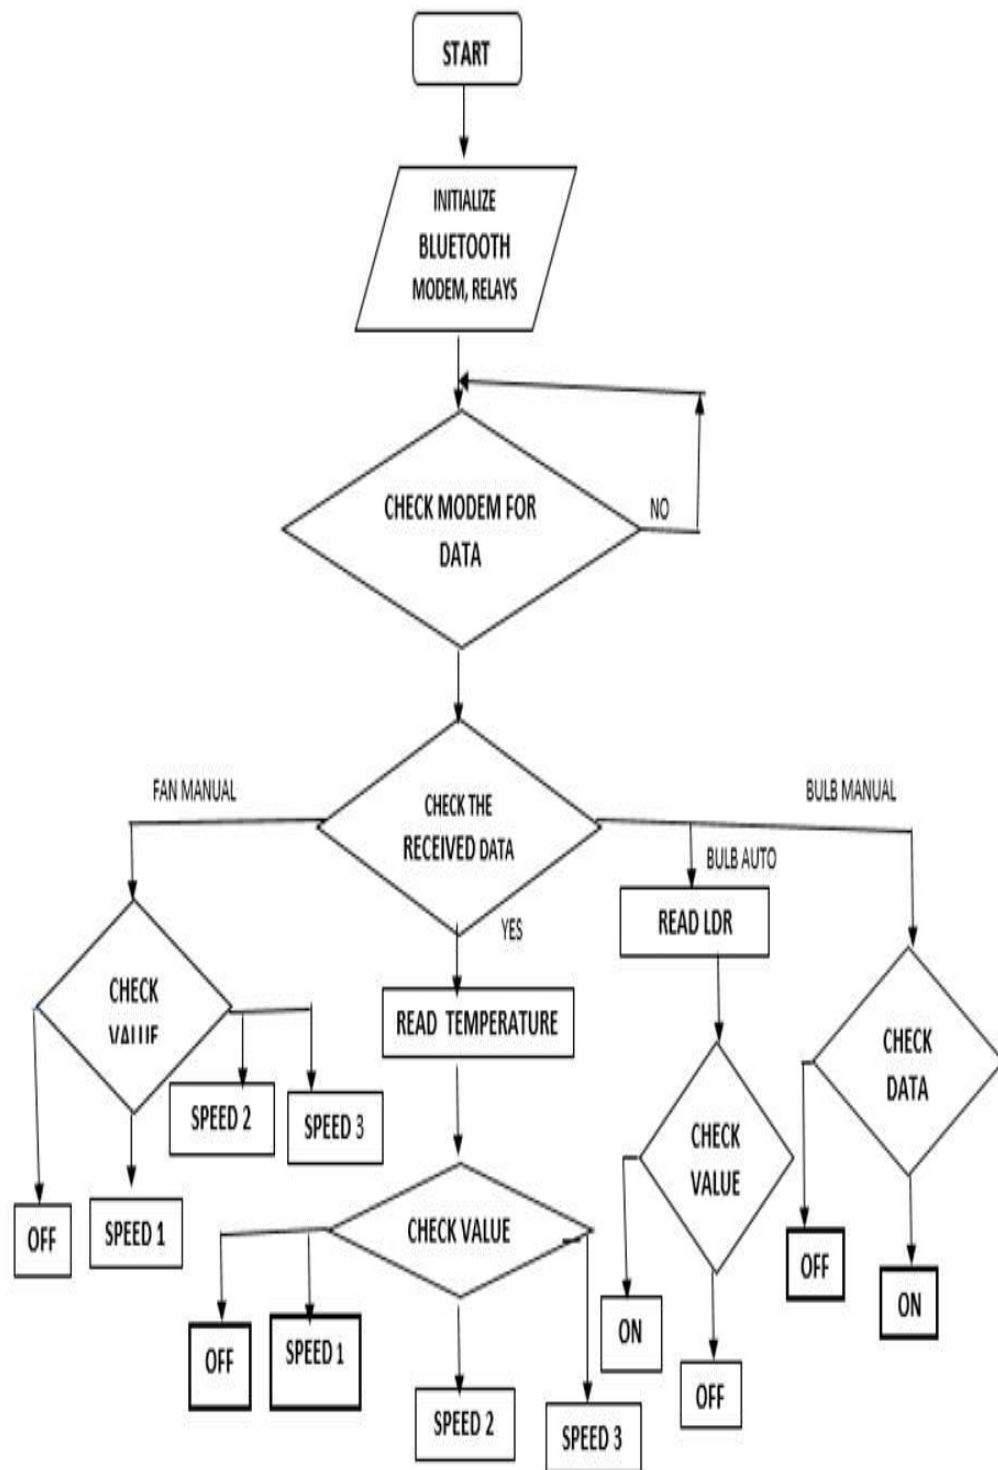 START
INITIALIZE
BLUETOOTH
MODEM, RELAYS
CHECK MODEM FOR
DATA
NO
FAN MANUAL
CHECK THE
RECEIVED DATA
BULB MANUAL
BULB AUTO
YES
READ LDR
CHECK
VALUE
READ TEMPERATURE
CHECK
DATA
SPEED 2
SPEED 3
CHECK
VALUE
OFF
SPEED 1
CHECK VALUE
OFF
ON
OFF
SPEED 1
ON
OFF
SPEED 2
SPEED 3